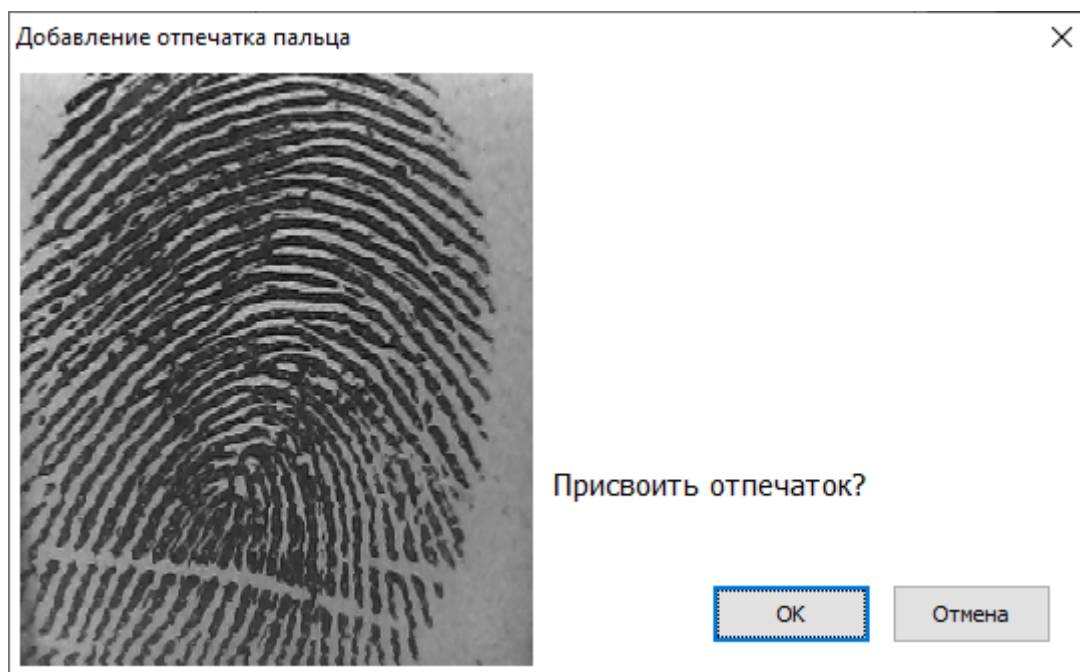 Добавление отпечатка пальца
Присвоить отпечаток?
OK
Отмена